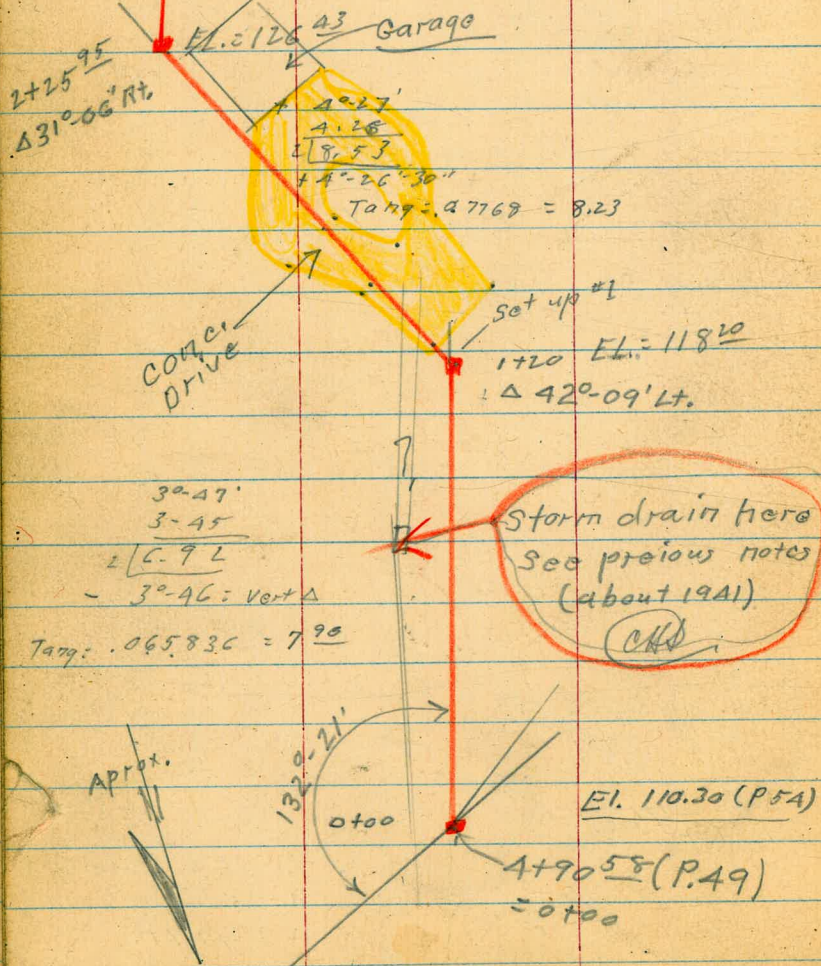 EL. = 126 43
Garage
2+25 95
Δ31°-06' Rt.
+ 4°-27'
4.26
2 8.53
+ 4°-26'-30"
Tang = .07768 = 8.23
Set up #1
Conc.
Drive
1+20 EL. = 118 20
Δ 42°-09' Lt.
3°-47'
3-45
2 6-92
- 3°-46 = Vert Δ
Tang = .065836 = 7 90
Storm drain here
See preious notes
(about 1941)
CHD
Aprox.
132°-21'
0+00
El. 110.30 (P54)
4+90 58 (P.49)
= 0+00